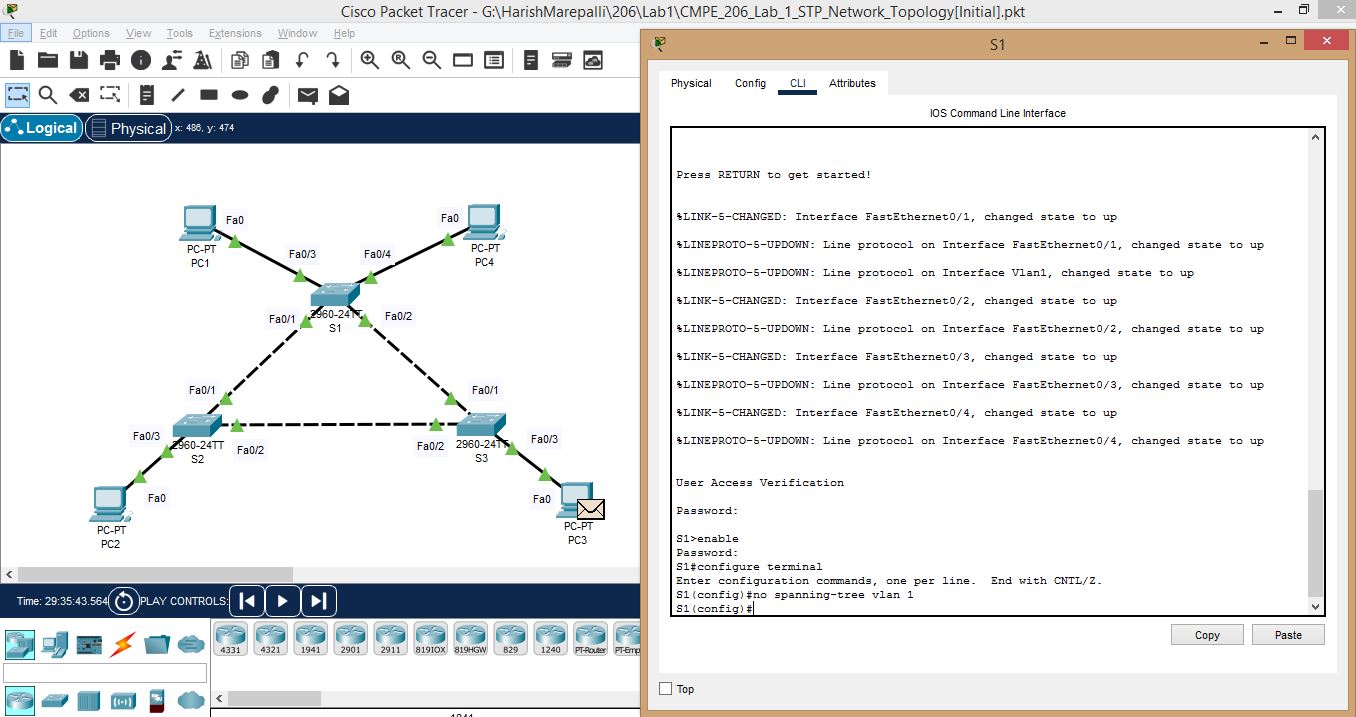 Cisco Packet Tracer - G:\HarishMarepalli\206\Lab1\CMPE_206_Lab_1_STP_Network_Topology[Initial].pkt
File Edit Options View Tools Extensions Window Help
Logical
Physical
x: 486, y: 474
Fa0
Fa0
PC-PT
PC1
PC-PT
PC4
Fa0/3
Fa0/4
2960-24TT
S1
Fa0/1
Fa0/2
Fa0/1
Fa0/1
2960-24TT
S2
2960-24TT
S3
Fa0/3
Fa0/2
Fa0/2
Fa0/3
Fa0
Fa0
PC-PT
PC2
PC-PT
PC3
Time: 29:35:43.564
PLAY CONTROLS:
4331
4321
1941
2901
2911
819IOX
819HGW
829
1240
PT-Router
PT-Emp
S1
Physical Config CLI Attributes
IOS Command Line Interface
Press RETURN to get started!
%LINK-5-CHANGED: Interface FastEthernet0/1, changed state to up
%LINEPROTO-5-UPDOWN: Line protocol on Interface FastEthernet0/1, changed state to up
%LINEPROTO-5-UPDOWN: Line protocol on Interface Vlan1, changed state to up
%LINK-5-CHANGED: Interface FastEthernet0/2, changed state to up
%LINEPROTO-5-UPDOWN: Line protocol on Interface FastEthernet0/2, changed state to up
%LINK-5-CHANGED: Interface FastEthernet0/3, changed state to up
%LINEPROTO-5-UPDOWN: Line protocol on Interface FastEthernet0/3, changed state to up
%LINK-5-CHANGED: Interface FastEthernet0/4, changed state to up
%LINEPROTO-5-UPDOWN: Line protocol on Interface FastEthernet0/4, changed state to up
User Access Verification
Password:
S1>enable
Password:
S1#configure terminal
Enter configuration commands, one per line. End with CNTL/Z.
S1(config)#no spanning-tree vlan 1
S1(config)#
Copy
Paste
Top